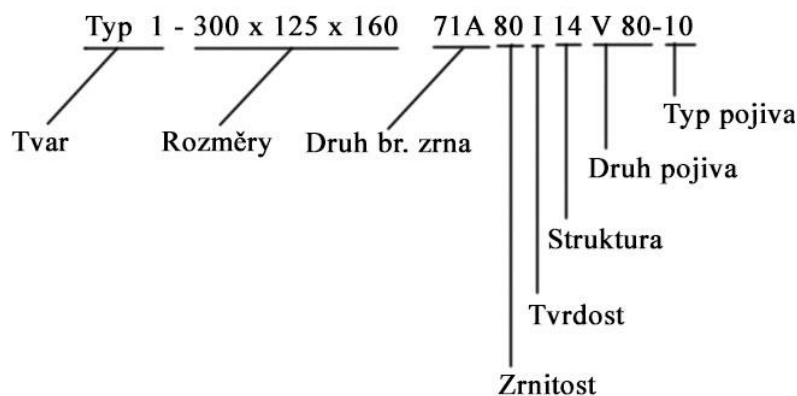 Typ 1 - 300 x 125 x 160 71A 80 I 14 V 80-10
Typ pojiva
Tvar Rozměry Druh br. zrna
Druh pojiva
Struktura
Tvrdost
Zrnitost